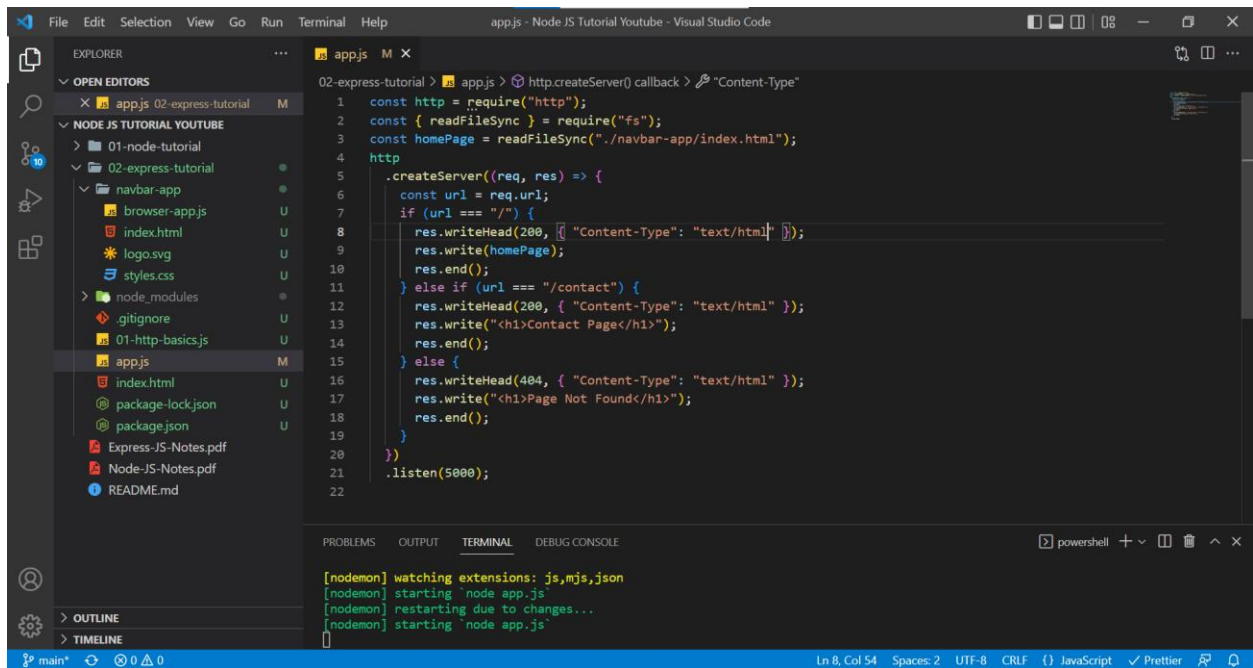 File Edit Selection View Go Run Terminal Help app.js - Node JS Tutorial Youtube - Visual Studio Code
EXPLORER
OPEN EDITORS
app.js 02-express-tutorial M
NODE JS TUTORIAL YOUTUBE
01-node-tutorial
02-express-tutorial
navbar-app
browser-app.js U
index.html U
logo.svg U
styles.css U
node_modules
.gitignore U
01-http-basics.js U
app.js M
index.html U
package-lock.json U
package.json U
Express-JS-Notes.pdf
Node-JS-Notes.pdf
README.md
OUTLINE
TIMELINE
10
JS app.js M
02-express-tutorial > JS app.js > http.createServer() callback > "Content-Type"
1 const http = require("http");
2 const { readFileSync } = require("fs");
3 const homePage = readFileSync("./navbar-app/index.html");
4 http
5 .createServer((req, res) => {
6 const url = req.url;
7 if (url === "/") {
8 res.writeHead(200, { "Content-Type": "text/html" });
9 res.write(homePage);
10 res.end();
11 } else if (url === "/contact") {
12 res.writeHead(200, { "Content-Type": "text/html" });
13 res.write("<h1>Contact Page</h1>");
14 res.end();
15 } else {
16 res.writeHead(404, { "Content-Type": "text/html" });
17 res.write("<h1>Page Not Found</h1>");
18 res.end();
19 }
20 })
21 .listen(5000);
22
PROBLEMS OUTPUT TERMINAL DEBUG CONSOLE powershell
[nodemon] watching extensions: js,mjs,json
[nodemon] starting `node app.js`
[nodemon] restarting due to changes...
[nodemon] starting `node app.js`
main* 0 0 Ln 8, Col 54 Spaces: 2 UTF-8 CRLF {} JavaScript Prettier